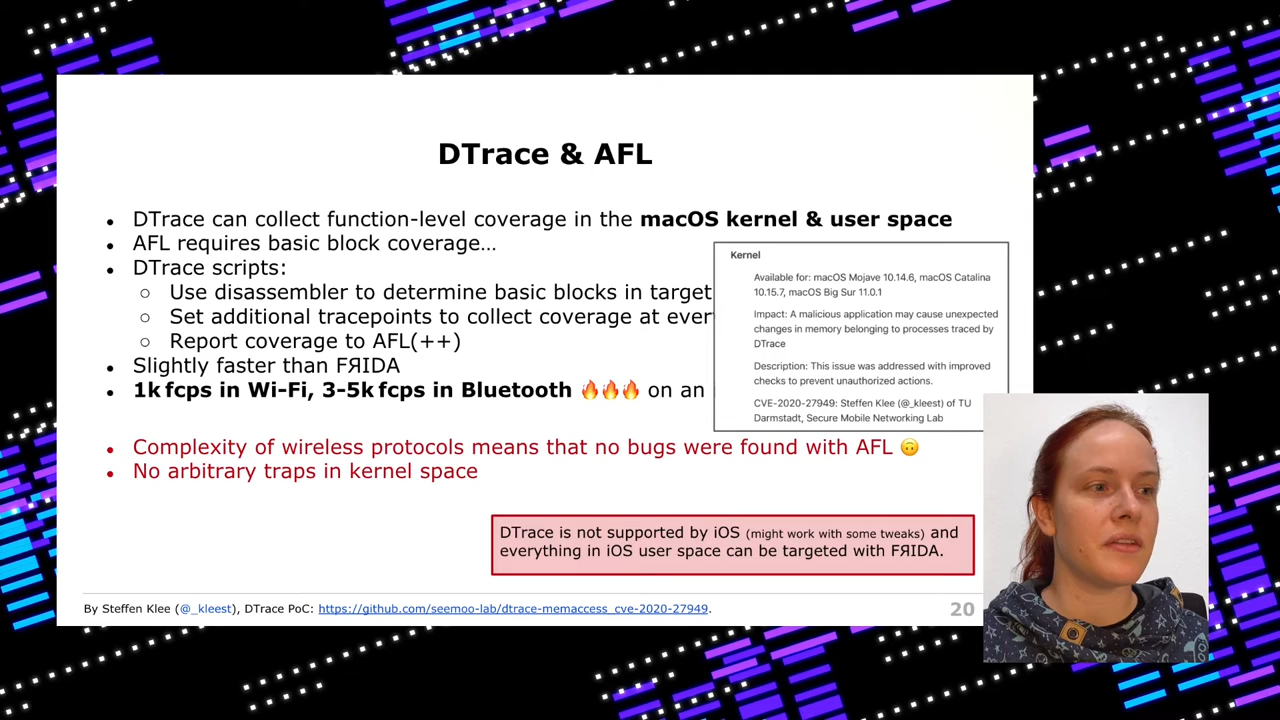 DTrace & AFL
● DTrace can collect function-level coverage in the macOS kernel & user space
● AFL requires basic block coverage…
● DTrace scripts:
○ Use disassembler to determine basic blocks in target
○ Set additional tracepoints to collect coverage at ever
○ Report coverage to AFL(++)
● Slightly faster than FЯIDA
● 1k fcps in Wi-Fi, 3-5k fcps in Bluetooth 🔥🔥🔥 on an
Kernel
Available for: macOS Mojave 10.14.6, macOS Catalina
10.15.7, macOS Big Sur 11.0.1
Impact: A malicious application may cause unexpected
changes in memory belonging to processes traced by
DTrace
Description: This issue was addressed with improved
checks to prevent unauthorized actions.
CVE-2020-27949: Steffen Klee (@_kleest) of TU
Darmstadt, Secure Mobile Networking Lab
● Complexity of wireless protocols means that no bugs were found with AFL 🙃
● No arbitrary traps in kernel space
DTrace is not supported by iOS (might work with some tweaks) and
everything in iOS user space can be targeted with FЯIDA.
By Steffen Klee (@_kleest), DTrace PoC: https://github.com/seemoo-lab/dtrace-memaccess_cve-2020-27949.
20